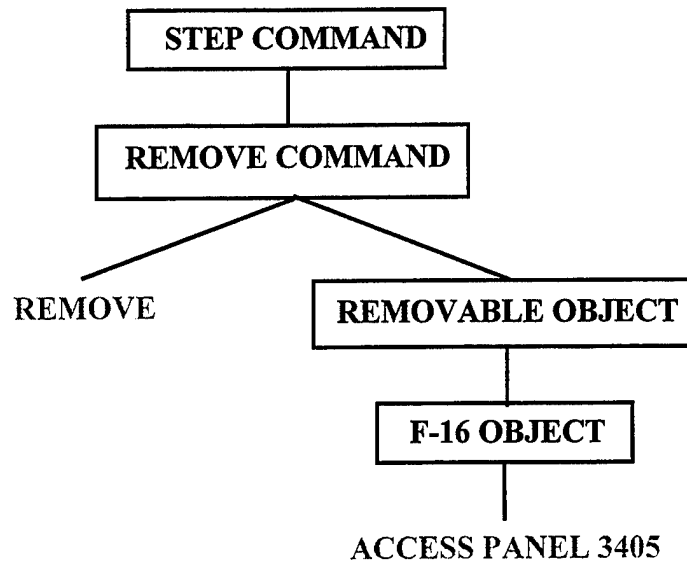 STEP COMMAND
REMOVE COMMAND
REMOVE
REMOVABLE OBJECT
F-16 OBJECT
ACCESS PANEL 3405